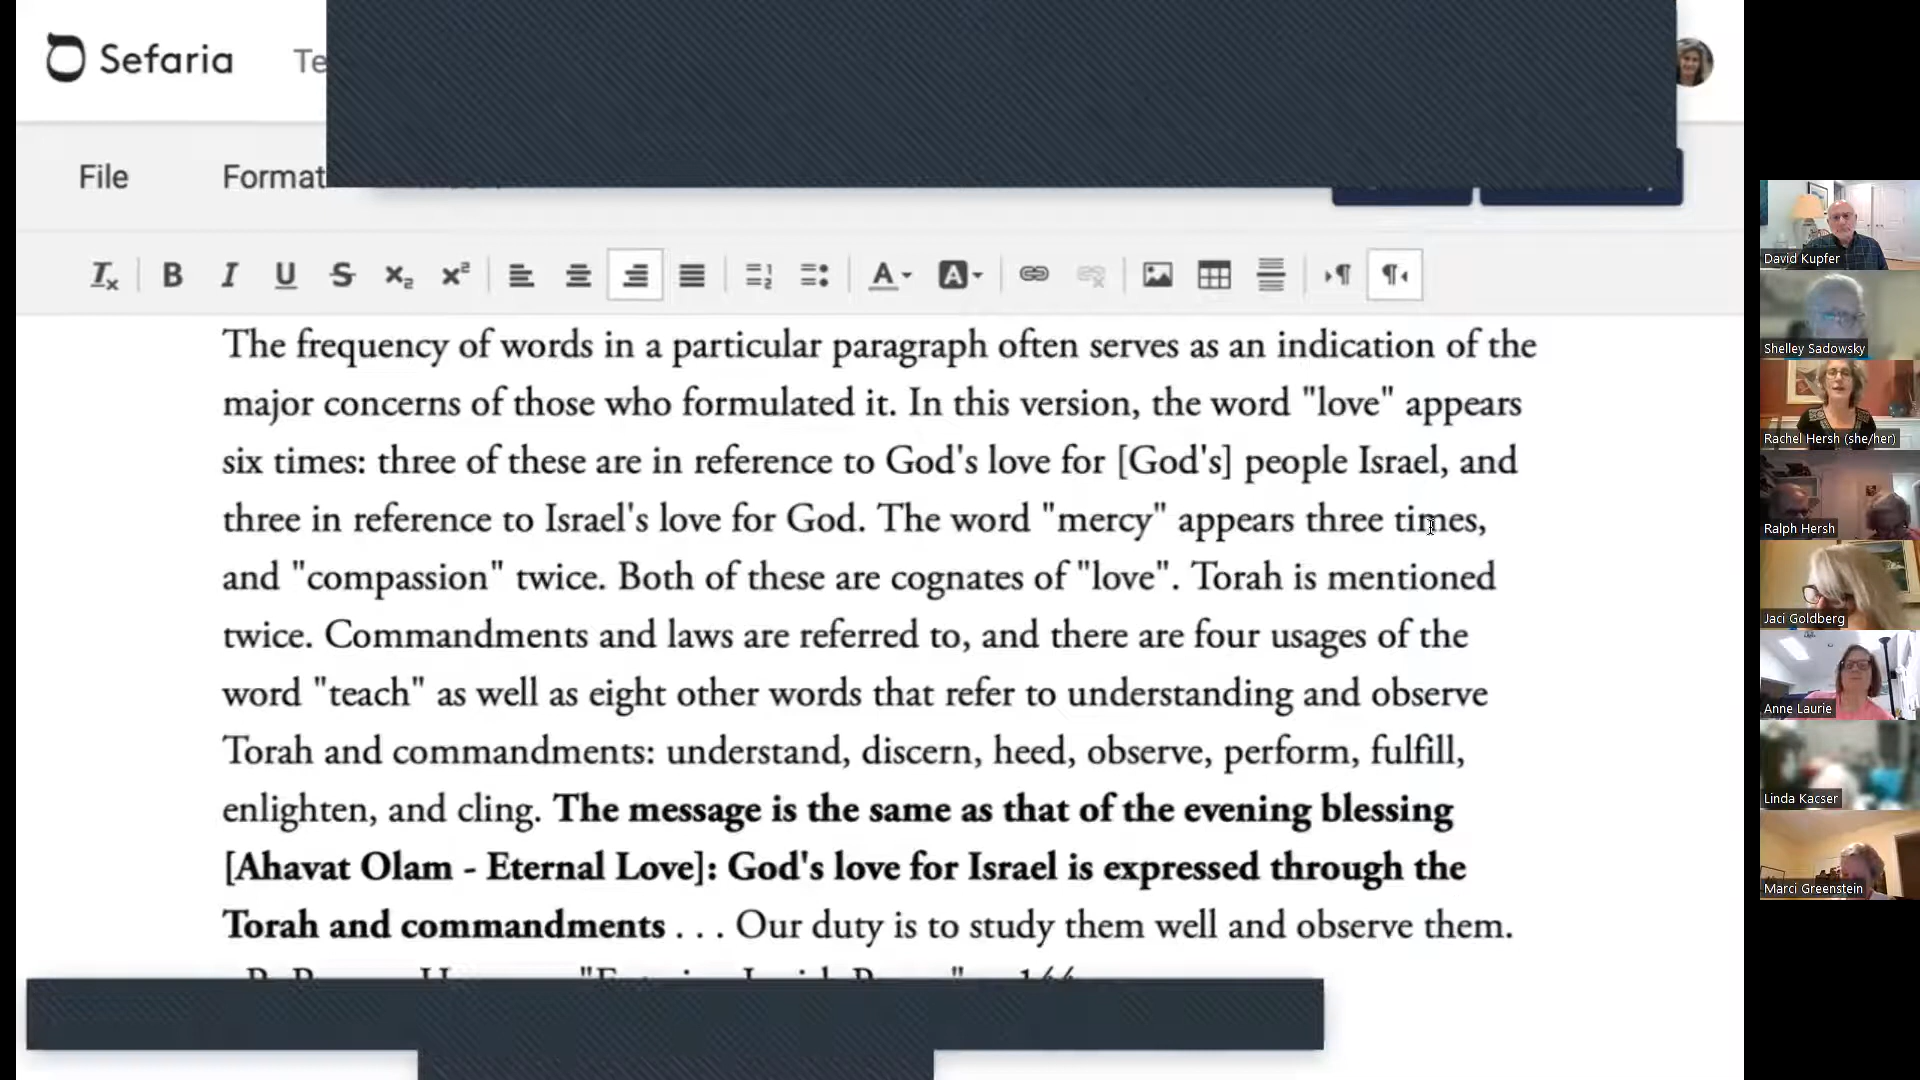 Sefaria
Te
File Format
The frequency of words in a particular paragraph often serves as an indication of the
major concerns of those who formulated it. In this version, the word "love" appears
six times: three of these are in reference to God's love for [God's] people Israel, and
three in reference to Israel's love for God. The word "mercy" appears three times,
and "compassion" twice. Both of these are cognates of "love". Torah is mentioned
twice. Commandments and laws are referred to, and there are four usages of the
word "teach" as well as eight other words that refer to understanding and observe
Torah and commandments: understand, discern, heed, observe, perform, fulfill,
enlighten, and cling. The message is the same as that of the evening blessing
[Ahavat Olam - Eternal Love]: God's love for Israel is expressed through the
Torah and commandments . . . Our duty is to study them well and observe them.
David Kupfer
Shelley Sadowsky
Rachel Hersh (she/her)
Ralph Hersh
Jaci Goldberg
Anne Laurie
Linda Kacser
Marci Greenstein